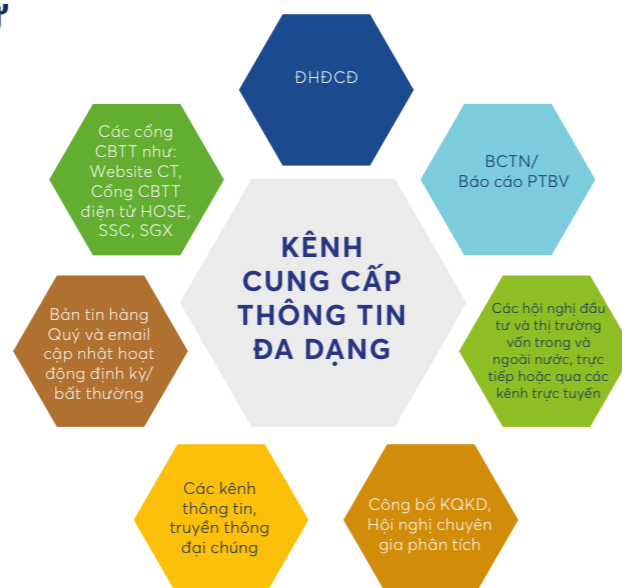 ĐHĐCĐ
Các cổng
CBTT như:
Website CT,
Cổng CBTT
điện tử HOSE,
SSC, SGX
BCTN/
Báo cáo PTBV
KÊNH
CUNG CẤP
THÔNG TIN
ĐA DẠNG
Bản tin hàng
Quý và email
cập nhật hoạt
động định kỳ/
bất thường
Các hội nghị đầu
tư và thị trường
vốn trong và
ngoài nước, trực
tiếp hoặc qua các
kênh trực tuyến
Các kênh
thông tin,
truyền thông
đại chúng
Công bố KQKD,
Hội nghị chuyên
gia phân tích